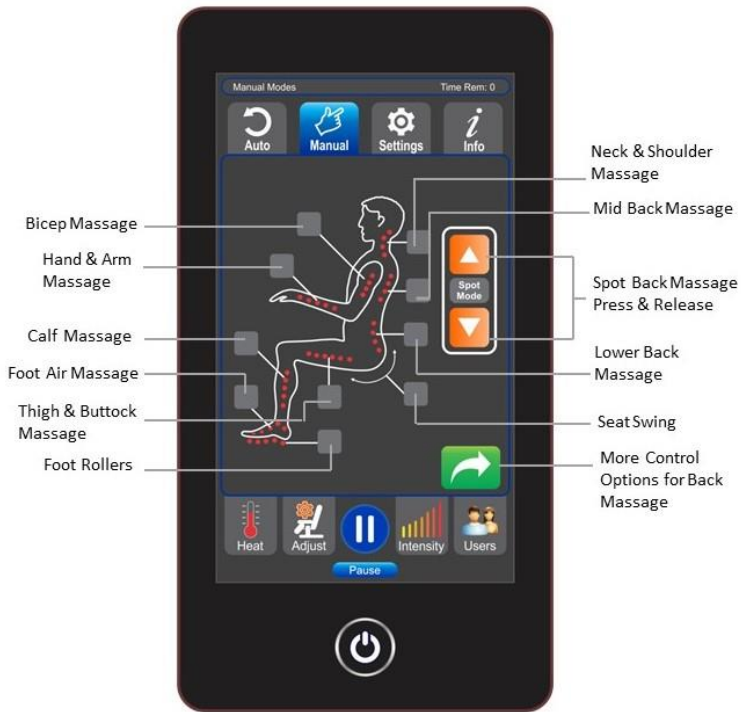 Manual Modes
Time Rem: 0
Auto
Manual
Settings
Info
Neck & Shoulder
Massage
Mid Back Massage
Bicep Massage
Hand & Arm
Massage
Spot
Mode
Spot Back Massage
Press & Release
Calf Massage
Foot Air Massage
Lower Back
Massage
Thigh & Buttock
Massage
Seat Swing
Foot Rollers
More Control
Options for Back
Massage
Heat
Adjust
Intensity
Users
Pause